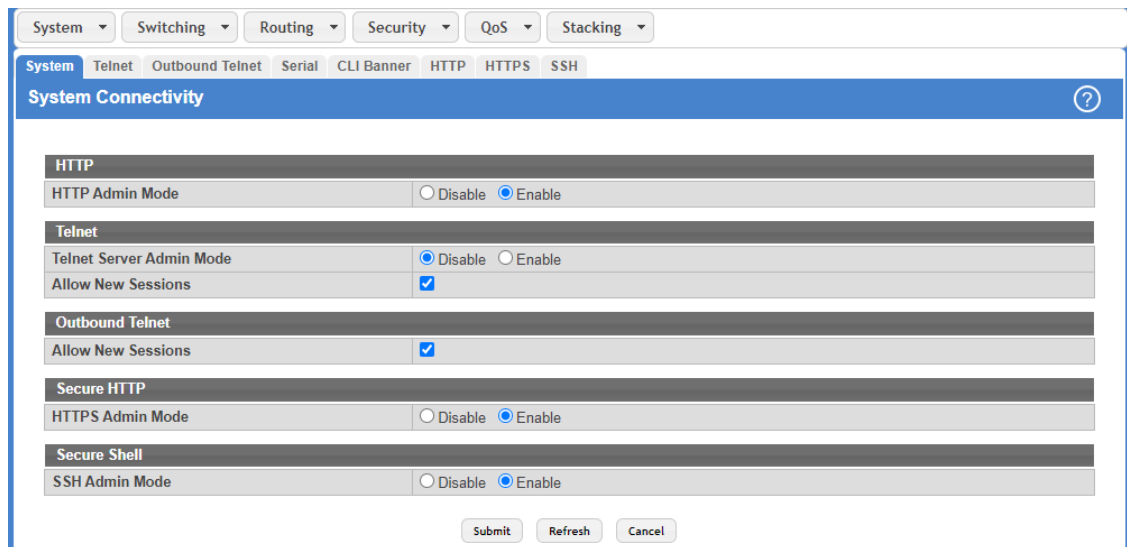 System Switching Routing Security QoS Stacking
System Telnet Outbound Telnet Serial CLI Banner HTTP HTTPS SSH
System Connectivity ?
HTTP
HTTP Admin Mode Disable Enable
Telnet
Telnet Server Admin Mode Disable Enable
Allow New Sessions
Outbound Telnet
Allow New Sessions
Secure HTTP
HTTPS Admin Mode Disable Enable
Secure Shell
SSH Admin Mode Disable Enable
Submit Refresh Cancel